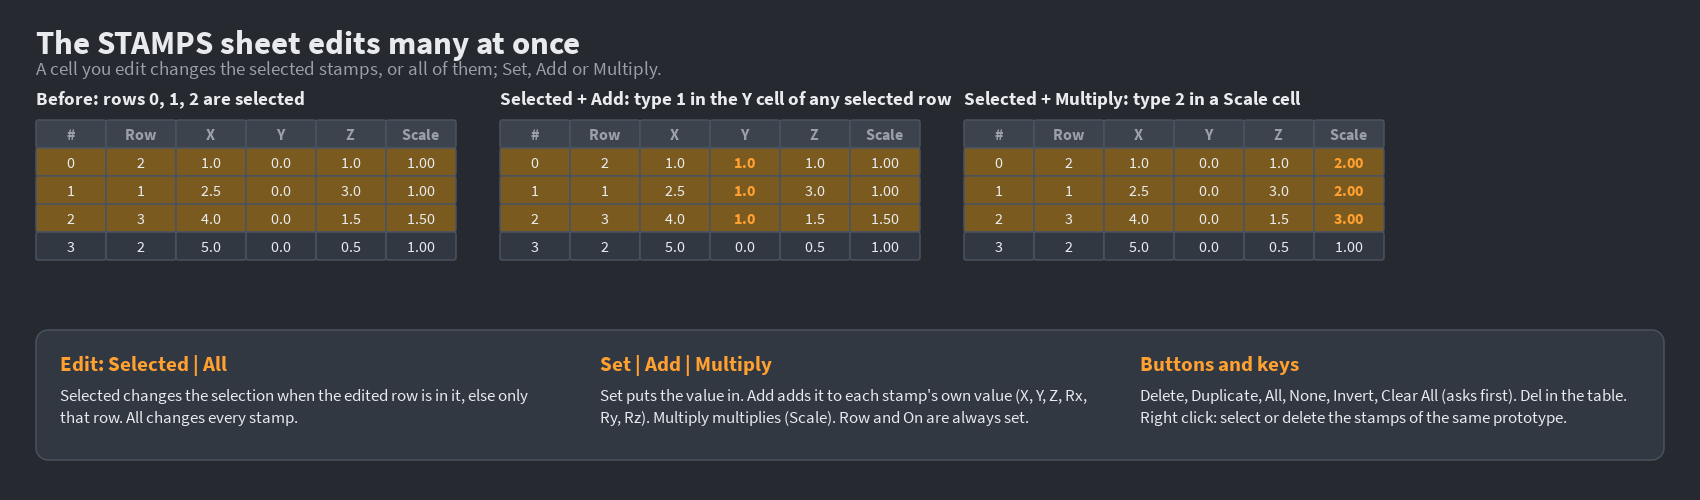 The STAMPS sheet edits many at once
A cell you edit changes the selected stamps, or all of them; Set, Add or Multiply.
Before: rows 0, 1, 2 are selected
# Row X Y Z Scale
0 2 1.0 0.0 1.0 1.00
1 1 2.5 0.0 3.0 1.00
2 3 4.0 0.0 1.5 1.50
3 2 5.0 0.0 0.5 1.00
Selected + Add: type 1 in the Y cell of any selected row
# Row X Y Z Scale
0 2 1.0 1.0 1.0 1.00
1 1 2.5 1.0 3.0 1.00
2 3 4.0 1.0 1.5 1.50
3 2 5.0 0.0 0.5 1.00
Selected + Multiply: type 2 in a Scale cell
# Row X Y Z Scale
0 2 1.0 0.0 1.0 2.00
1 1 2.5 0.0 3.0 2.00
2 3 4.0 0.0 1.5 3.00
3 2 5.0 0.0 0.5 1.00
Edit: Selected | All
Selected changes the selection when the edited row is in it, else only
that row. All changes every stamp.
Set | Add | Multiply
Set puts the value in. Add adds it to each stamp's own value (X, Y, Z, Rx,
Ry, Rz). Multiply multiplies (Scale). Row and On are always set.
Buttons and keys
Delete, Duplicate, All, None, Invert, Clear All (asks first). Del in the table.
Right click: select or delete the stamps of the same prototype.